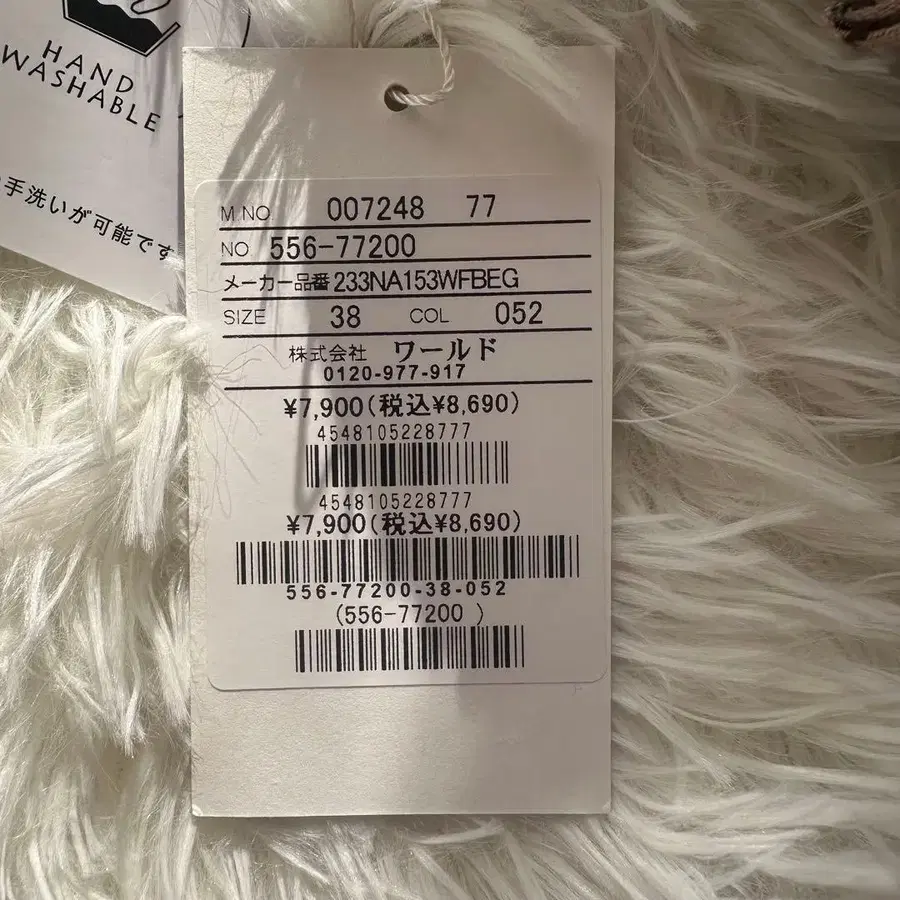 HAND
WASHABLE
手洗いが可能です
M.NO. 007248 77
NO. 556-77200
メーカー品番 233NA153WFBEG
SIZE 38 COL 052
株式会社 ワールド
0120-977-917
¥7,900(税込¥8,690)
4548105228777
4548105228777
¥7,900(税込¥8,690)
556-77200-38-052
(556-77200 )